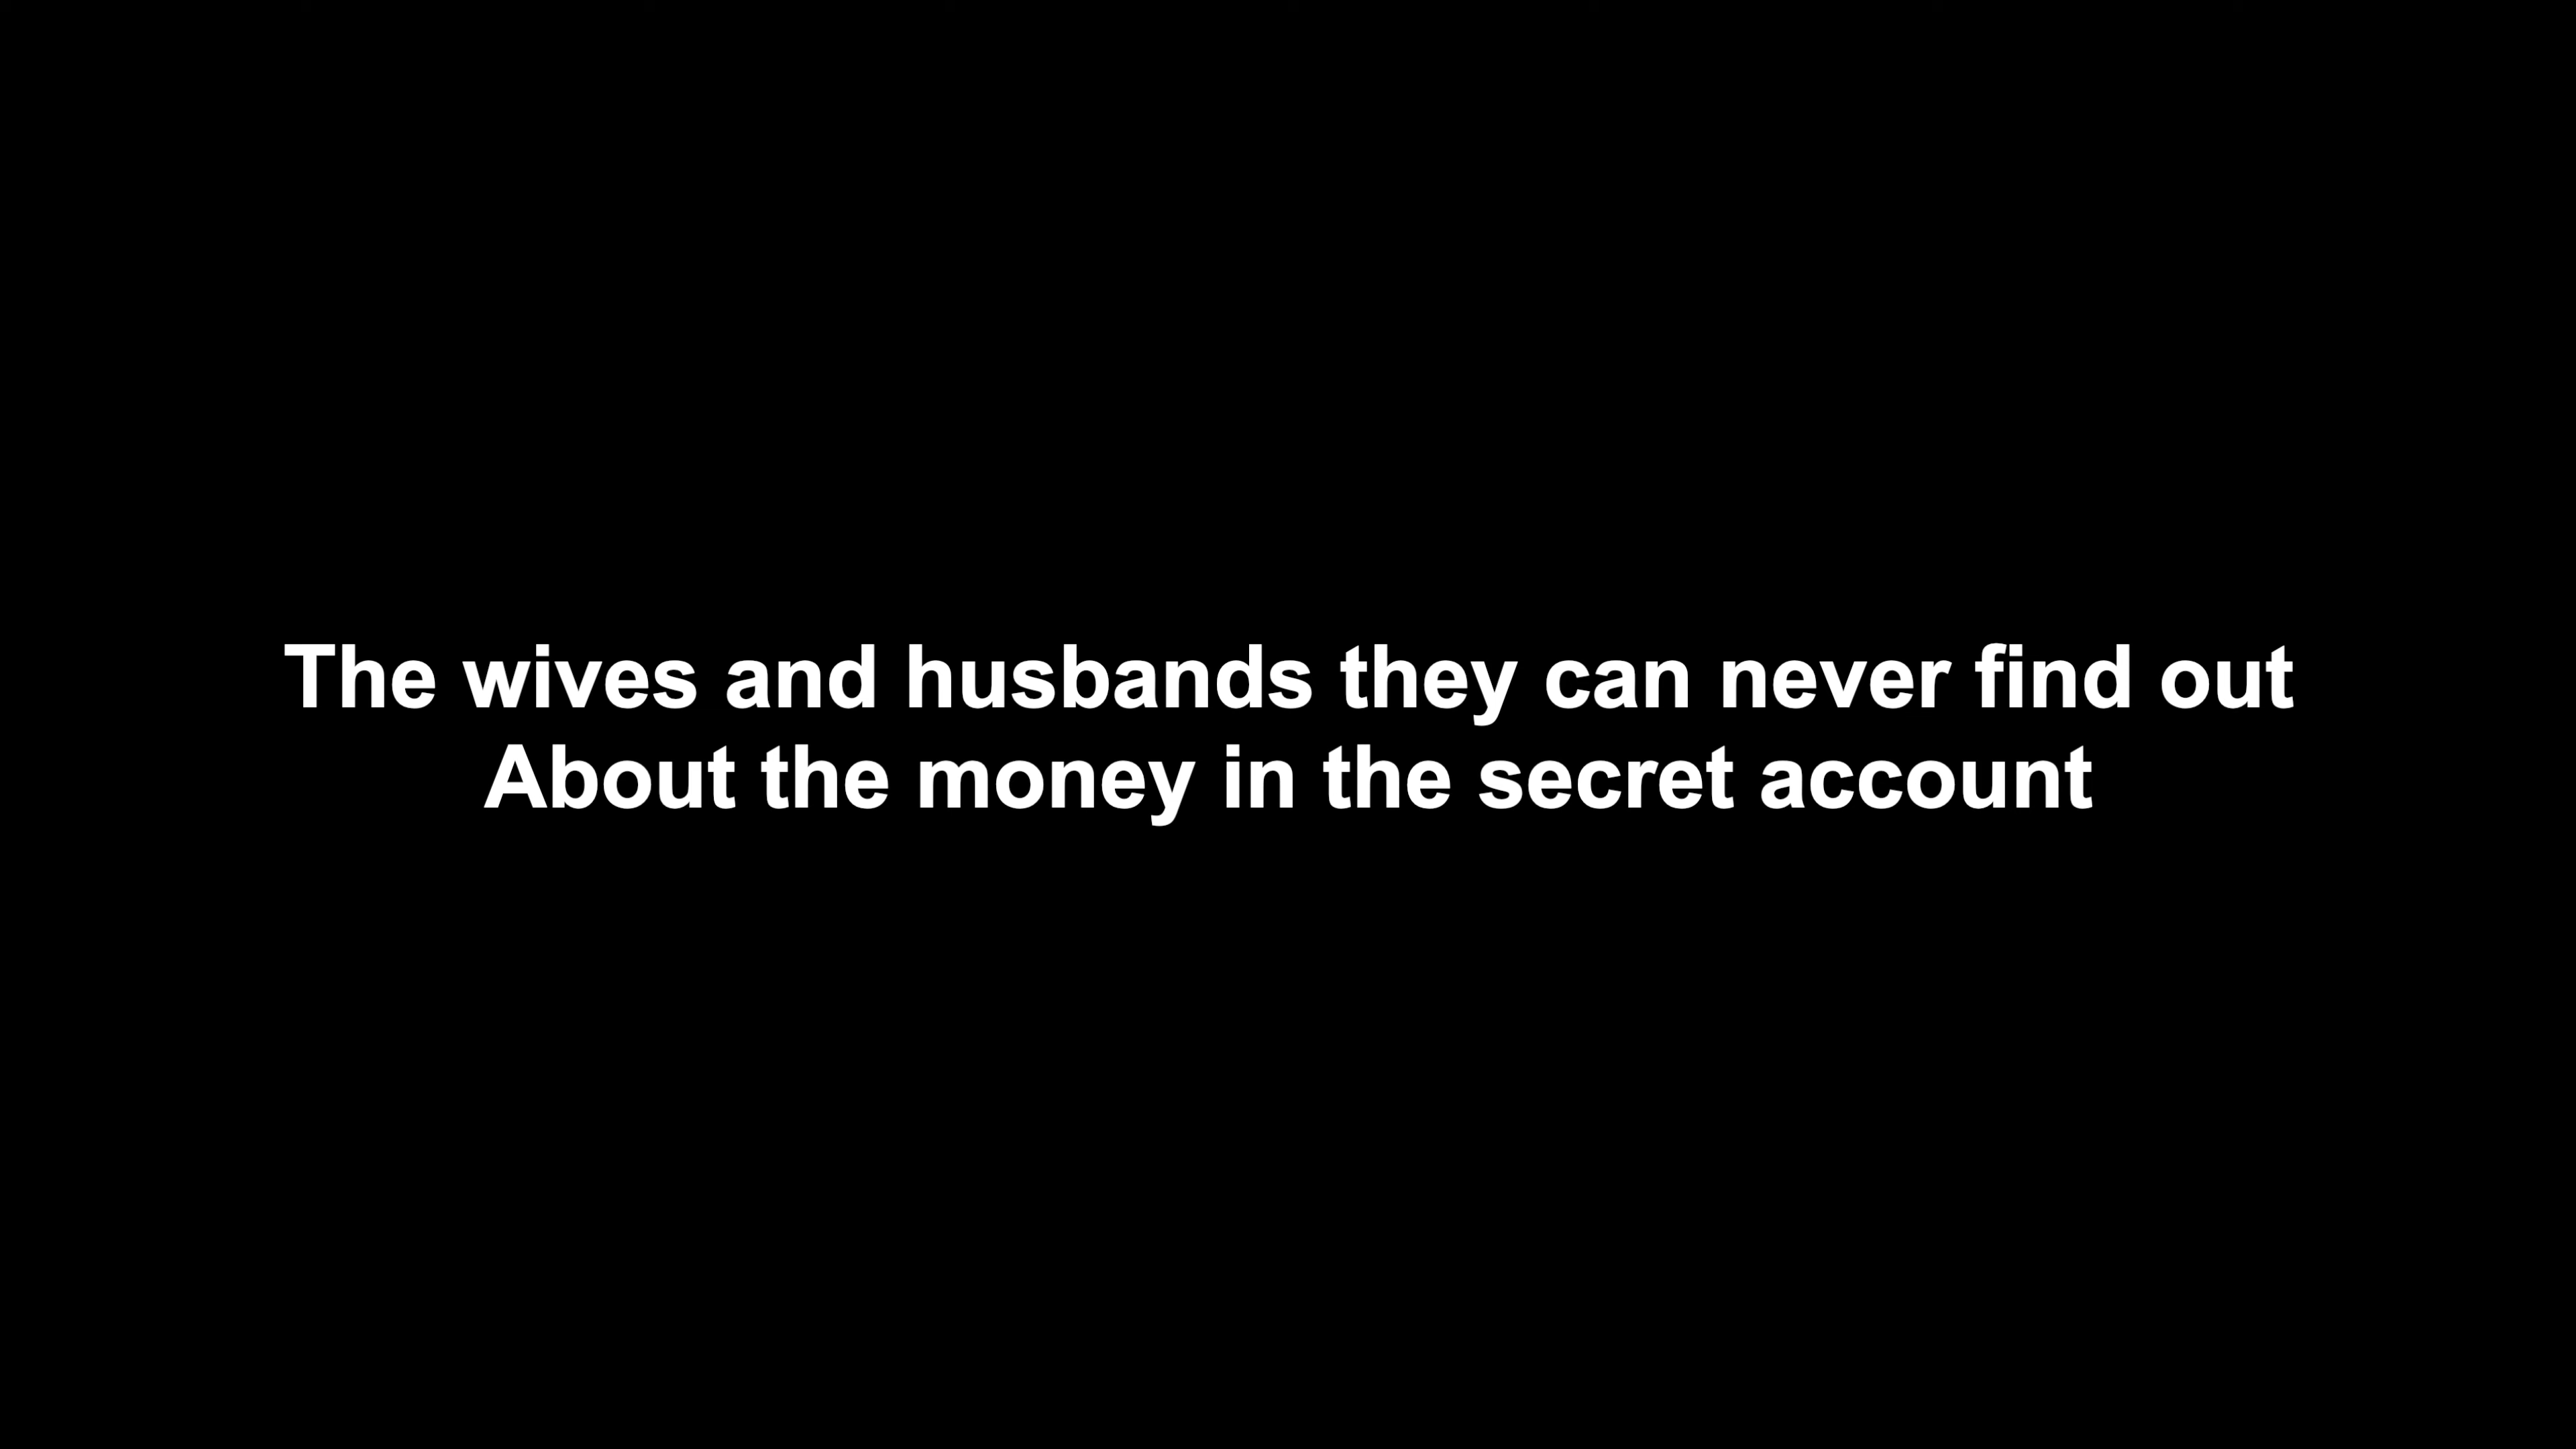 The wives and husbands they can never find out
About the money in the secret account